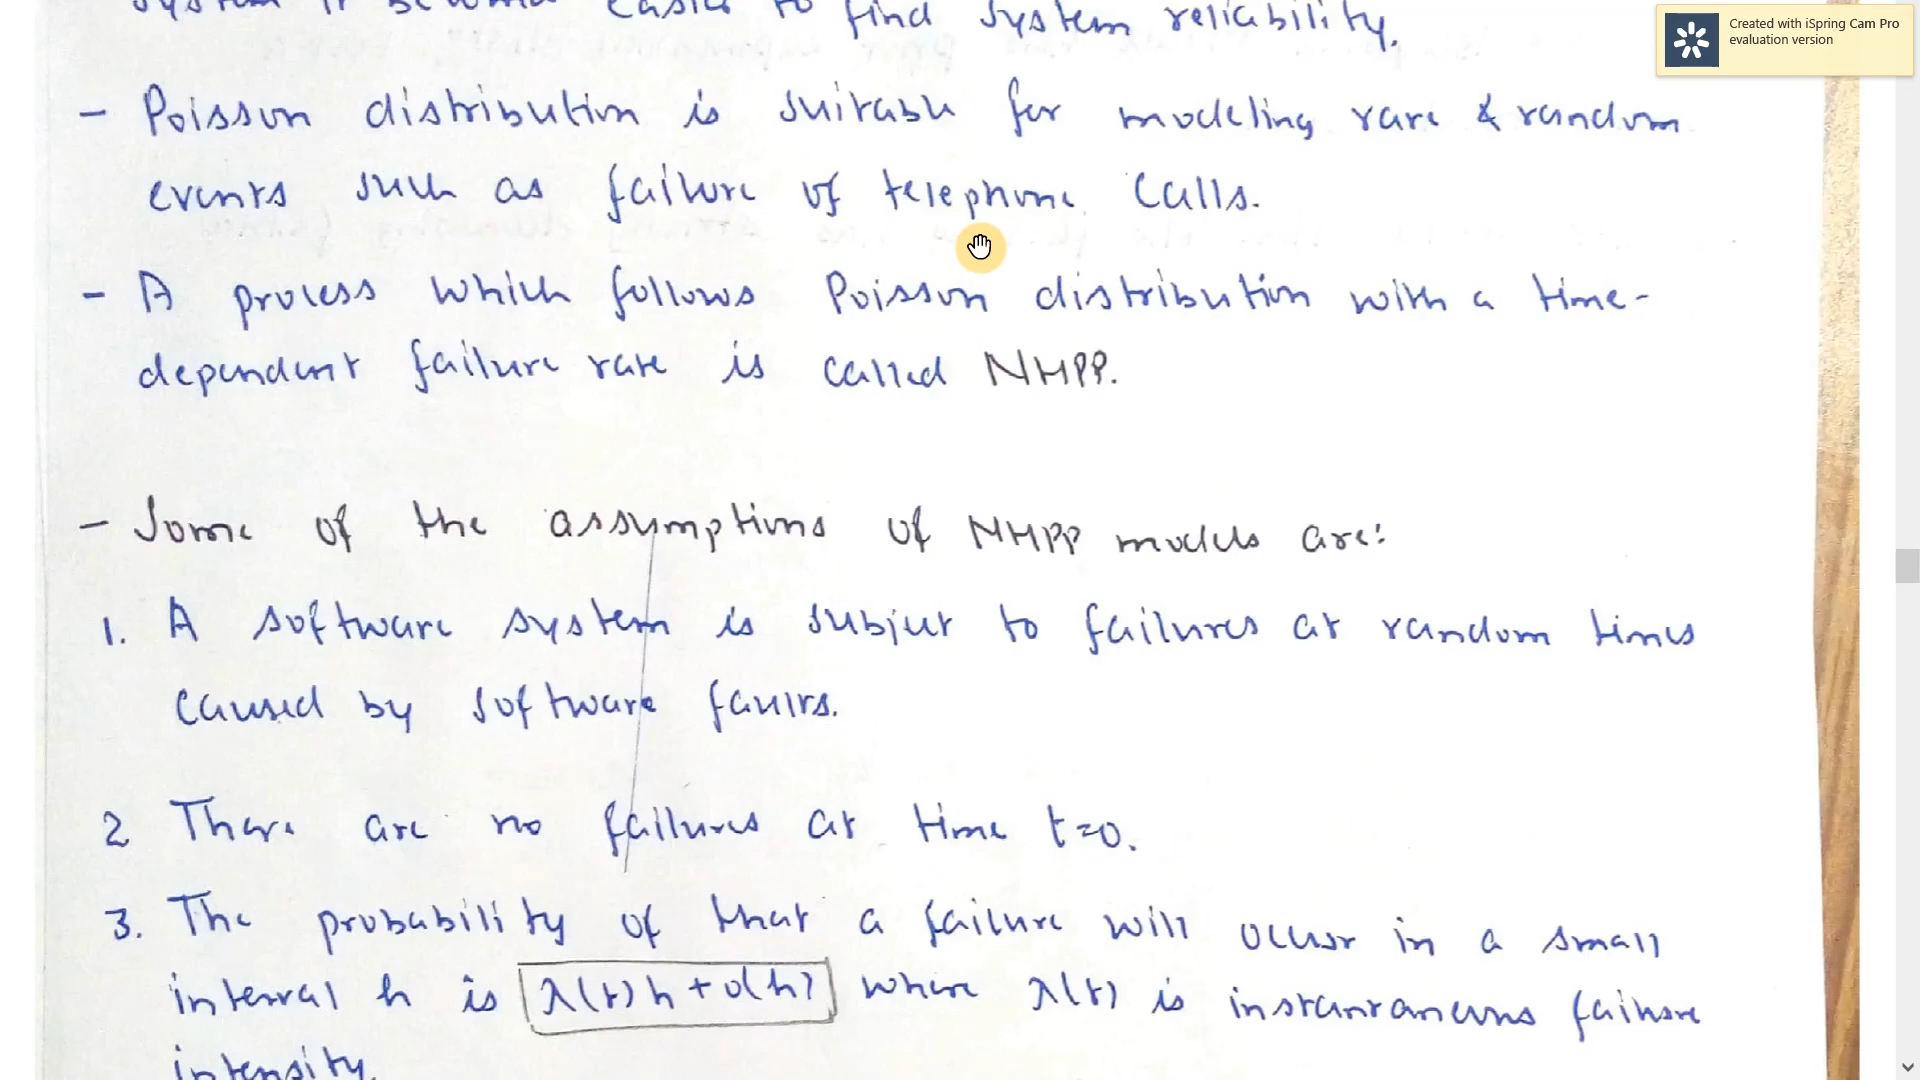 system it becomes easier to find system reliability.
- Poisson distribution is suitable for modeling rare & random
events such as failure of telephone calls.
- A process which follows Poisson distribution with a time-
dependent failure rate is called NHPP.
- Some of the assumptions of NHPP models are:
1. A software system is subject to failures at random times
caused by software faults.
2 There are no failures at time t=0.
3. The probability of that a failure will occur in a small
interval h is λ(t)h + o(h) where λ(t) is instantaneous failure
intensity.
Created with iSpring Cam Pro
evaluation version